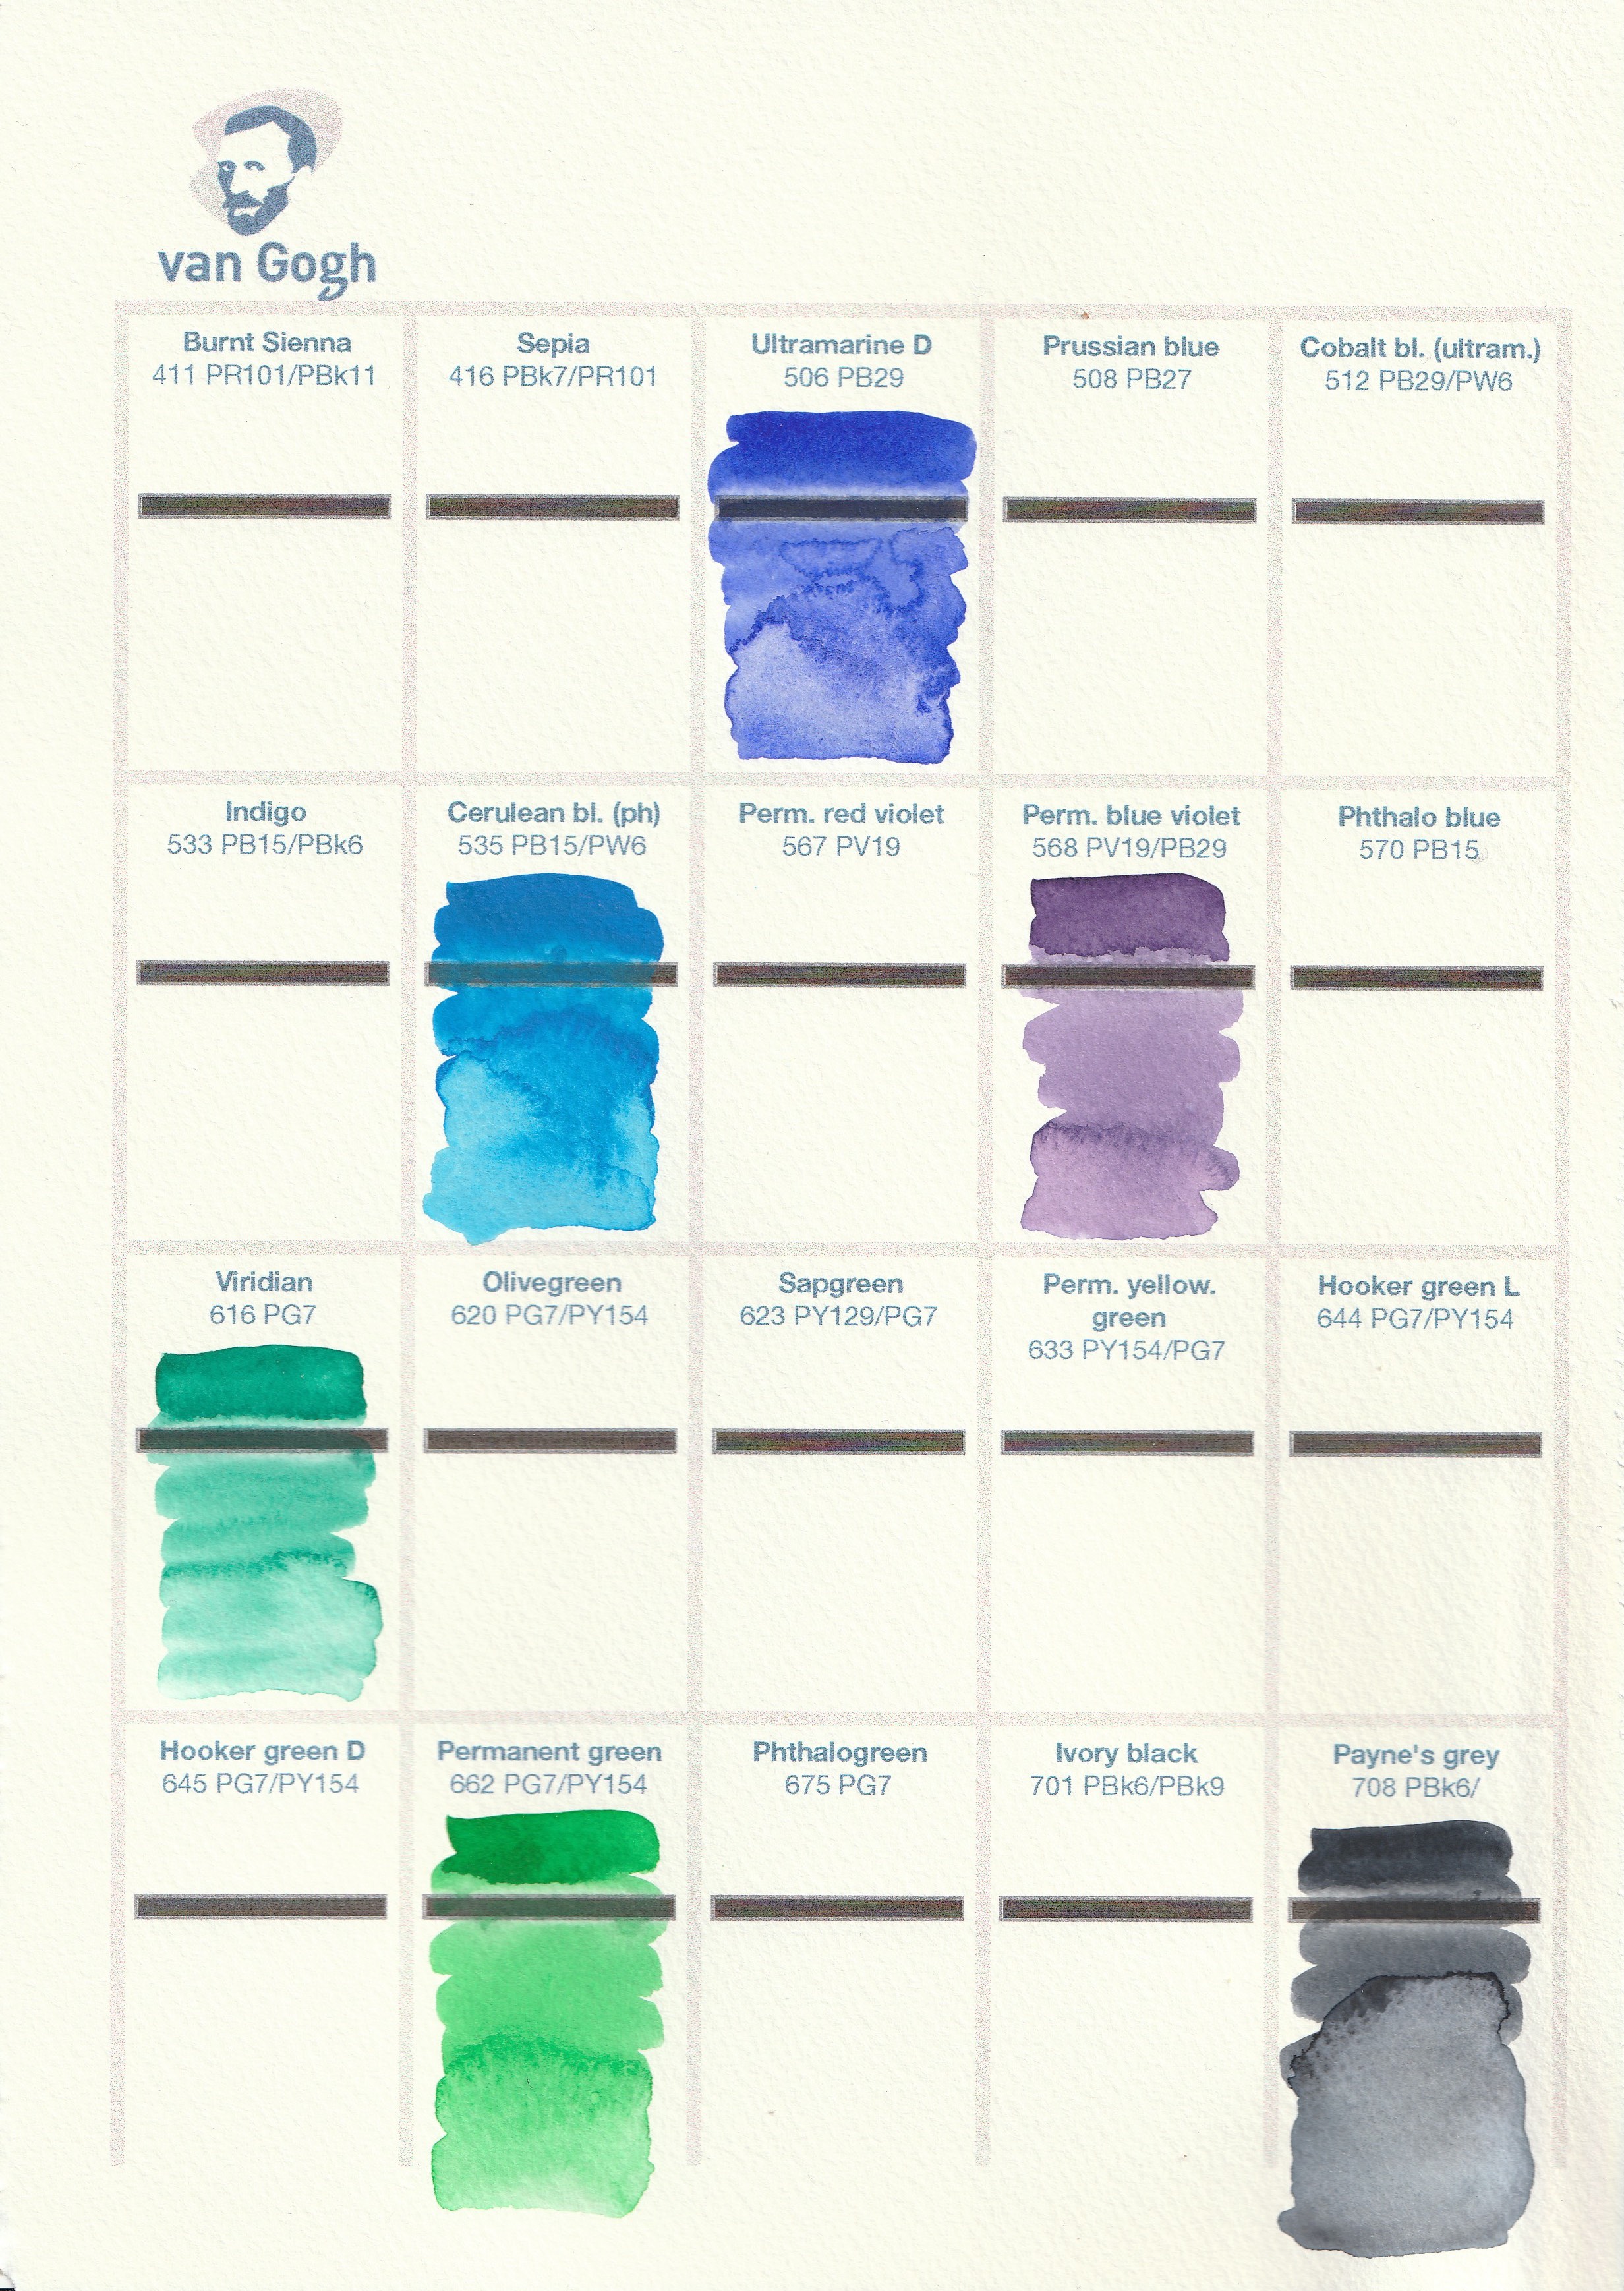 van Gogh
Burnt Sienna
411 PR101/PBk11
Sepia
416 PBk7/PR101
Ultramarine D
506 PB29
Prussian blue
508 PB27
Cobalt bl. (ultram.)
512 PB29/PW6
Indigo
533 PB15/PBk6
Cerulean bl. (ph)
535 PB15/PW6
Perm. red violet
567 PV19
Perm. blue violet
568 PV19/PB29
Phthalo blue
570 PB15
Viridian
616 PG7
Olivegreen
620 PG7/PY154
Sapgreen
623 PY129/PG7
Perm. yellow.
green
633 PY154/PG7
Hooker green L
644 PG7/PY154
Hooker green D
645 PG7/PY154
Permanent green
662 PG7/PY154
Phthalogreen
675 PG7
Ivory black
701 PBk6/PBk9
Payne's grey
708 PBk6/